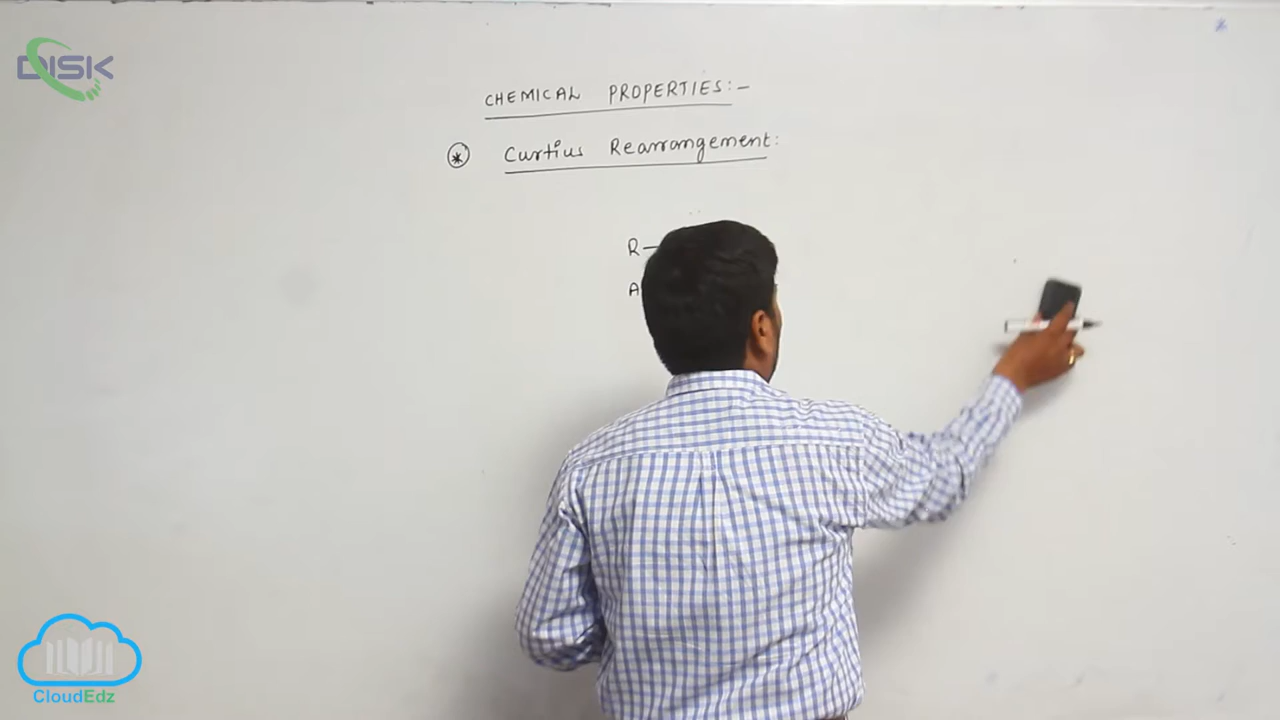 DISK
CHEMICAL PROPERTIES:-
* Curtius Rearrangement:
R-
A
CloudEdz